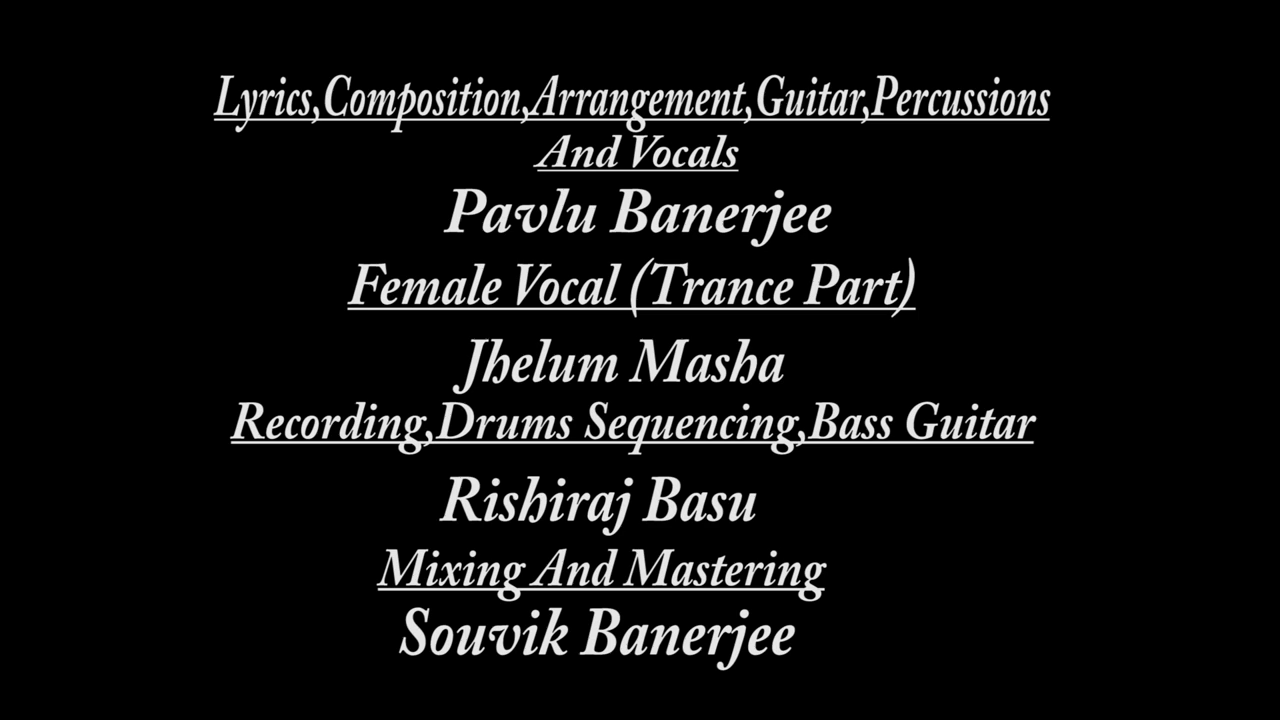 Lyrics,Composition,Arrangement,Guitar,Percussions
And Vocals
Pavlu Banerjee
Female Vocal (Trance Part)
Jhelum Masha
Recording,Drums Sequencing,Bass Guitar
Rishiraj Basu
Mixing And Mastering
Souvik Banerjee